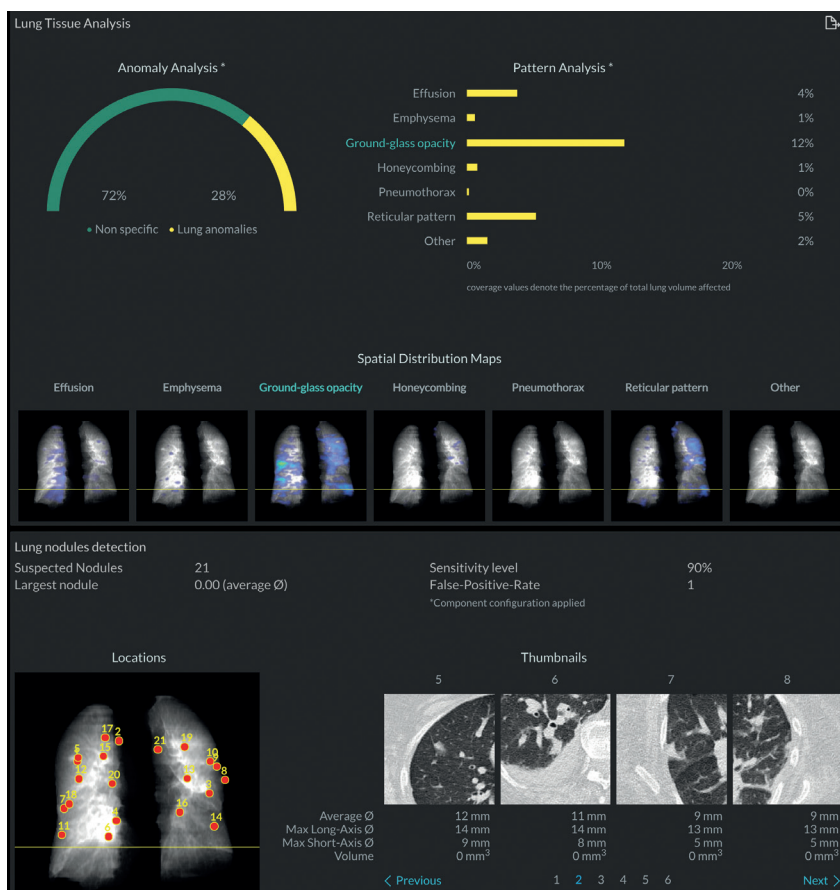 Lung Tissue Analysis
Anomaly Analysis *
72%
28%
Non specific
Lung anomalies
Pattern Analysis *
Effusion 4%
Emphysema 1%
Ground-glass opacity 12%
Honeycombing 1%
Pneumothorax 0%
Reticular pattern 5%
Other 2%
0% 10% 20%
coverage values denote the percentage of total lung volume affected
Spatial Distribution Maps
Effusion Emphysema Ground-glass opacity Honeycombing Pneumothorax Reticular pattern Other
Lung nodules detection
Suspected Nodules 21
Largest nodule 0.00 (average Ø)
Sensitivity level 90%
False-Positive-Rate 1
*Component configuration applied
Locations
17
2
15
20
18
11
4
6
21
19
10
8
16
14
Thumbnails
5 6 7 8
Average Ø 12 mm 11 mm 9 mm 9 mm
Max Long-Axis Ø 14 mm 14 mm 13 mm 13 mm
Max Short-Axis Ø 9 mm 8 mm 5 mm 5 mm
Volume 0 mm³ 0 mm³ 0 mm³ 0 mm³
< Previous 1 2 3 4 5 6 Next >